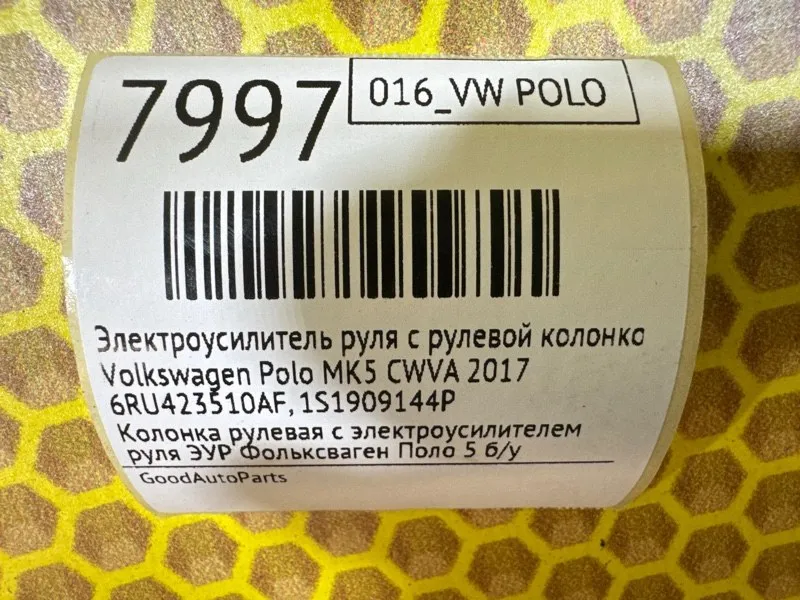 7997
016_VW POLO
Электроусилитель руля с рулевой колонко
Volkswagen Polo MK5 CWVA 2017
6RU423510AF, 1S1909144P
Колонка рулевая с электроусилителем
руля ЭУР Фольксваген Поло 5 б/у
GoodAutoParts